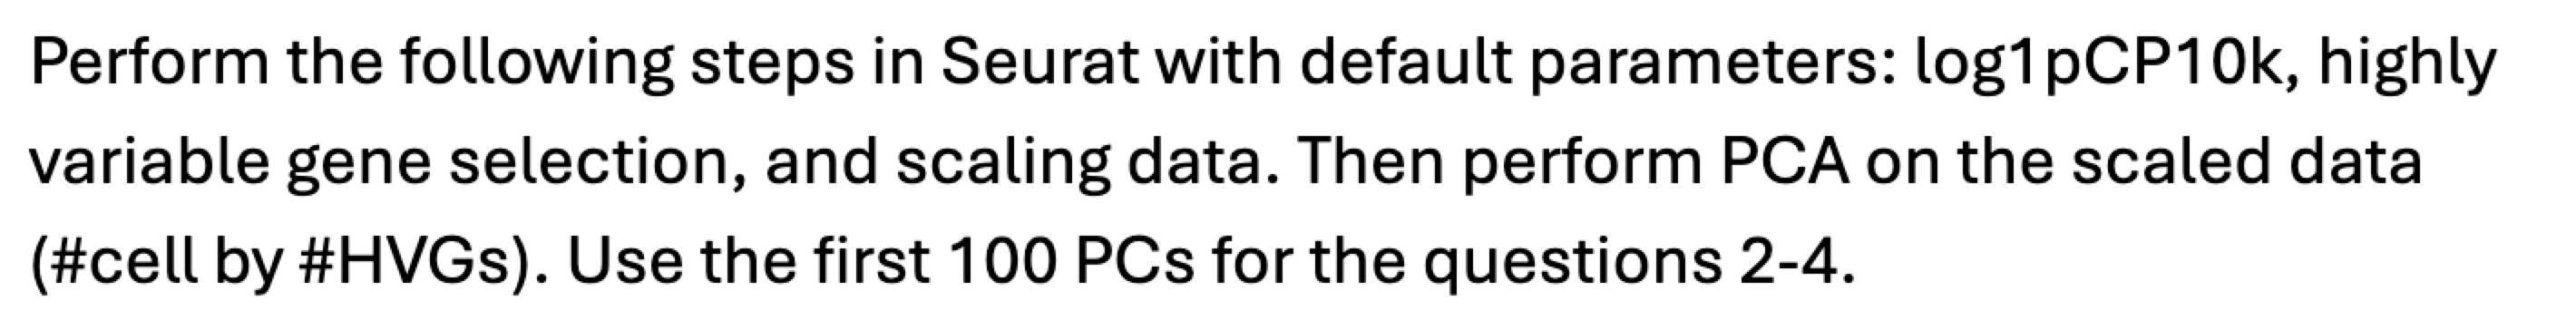 Perform the following steps in Seurat with default parameters: log1pCP10k, highly
variable gene selection, and scaling data. Then perform PCA on the scaled data
(#cell by #HVGs). Use the first 100 PCs for the questions 2-4.